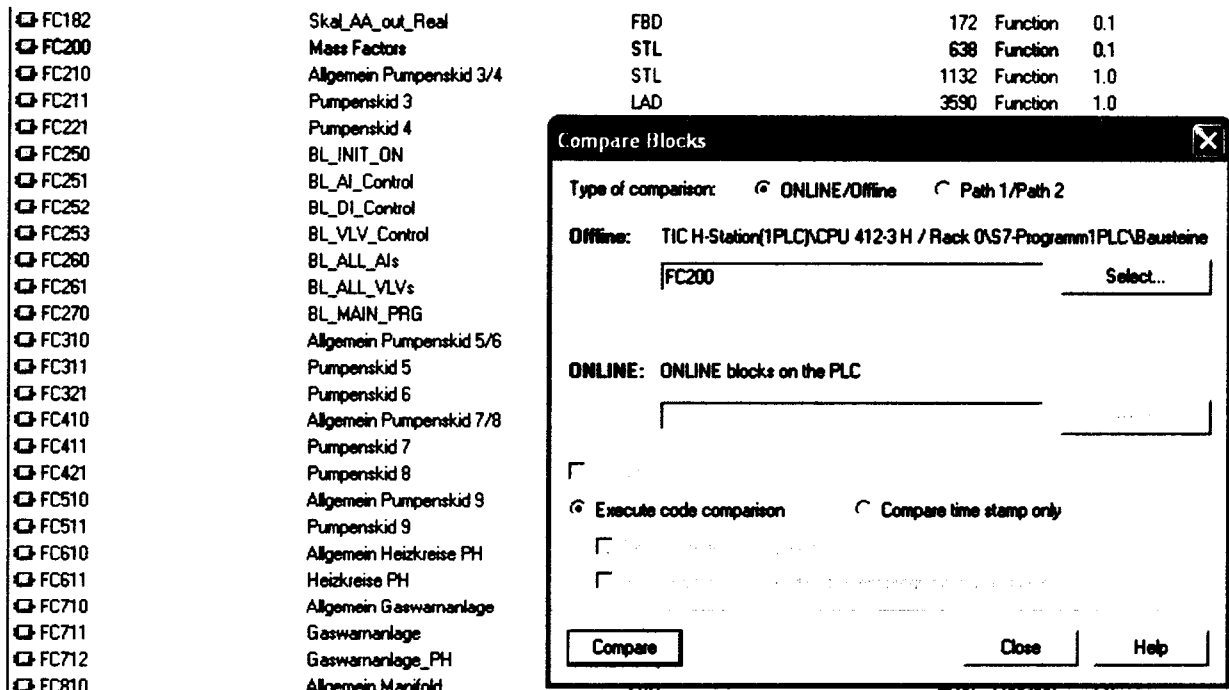 FC182 Skal_AA_out_Real FBD 172 Function 0.1
FC200 Mass Factors STL 638 Function 0.1
FC210 Allgemein Pumpenskid 3/4 STL 1132 Function 1.0
FC211 Pumpenskid 3 LAD 3590 Function 1.0
FC221 Pumpenskid 4
FC250 BL_INIT_ON
FC251 BL_AI_Control
FC252 BL_DI_Control
FC253 BL_VLV_Control
FC260 BL_ALL_AIs
FC261 BL_ALL_VLVs
FC270 BL_MAIN_PRG
FC310 Allgemein Pumpenskid 5/6
FC311 Pumpenskid 5
FC321 Pumpenskid 6
FC410 Allgemein Pumpenskid 7/8
FC411 Pumpenskid 7
FC421 Pumpenskid 8
FC510 Allgemein Pumpenskid 9
FC511 Pumpenskid 9
FC610 Allgemein Heizkreise PH
FC611 Heizkreise PH
FC710 Allgemein Gaswarnanlage
FC711 Gaswarnanlage
FC712 Gaswarnanlage_PH
FC810 Allgemein Manifold
Compare Blocks
Type of comparison: ONLINE/Offline Path 1/Path 2
Offline: TIC H-Station(1PLC)\CPU 412-3 H / Rack 0\S7-Programm1PLC\Bausteine
FC200 Select...
ONLINE: ONLINE blocks on the PLC
Execute code comparison Compare time stamp only
Compare Close Help